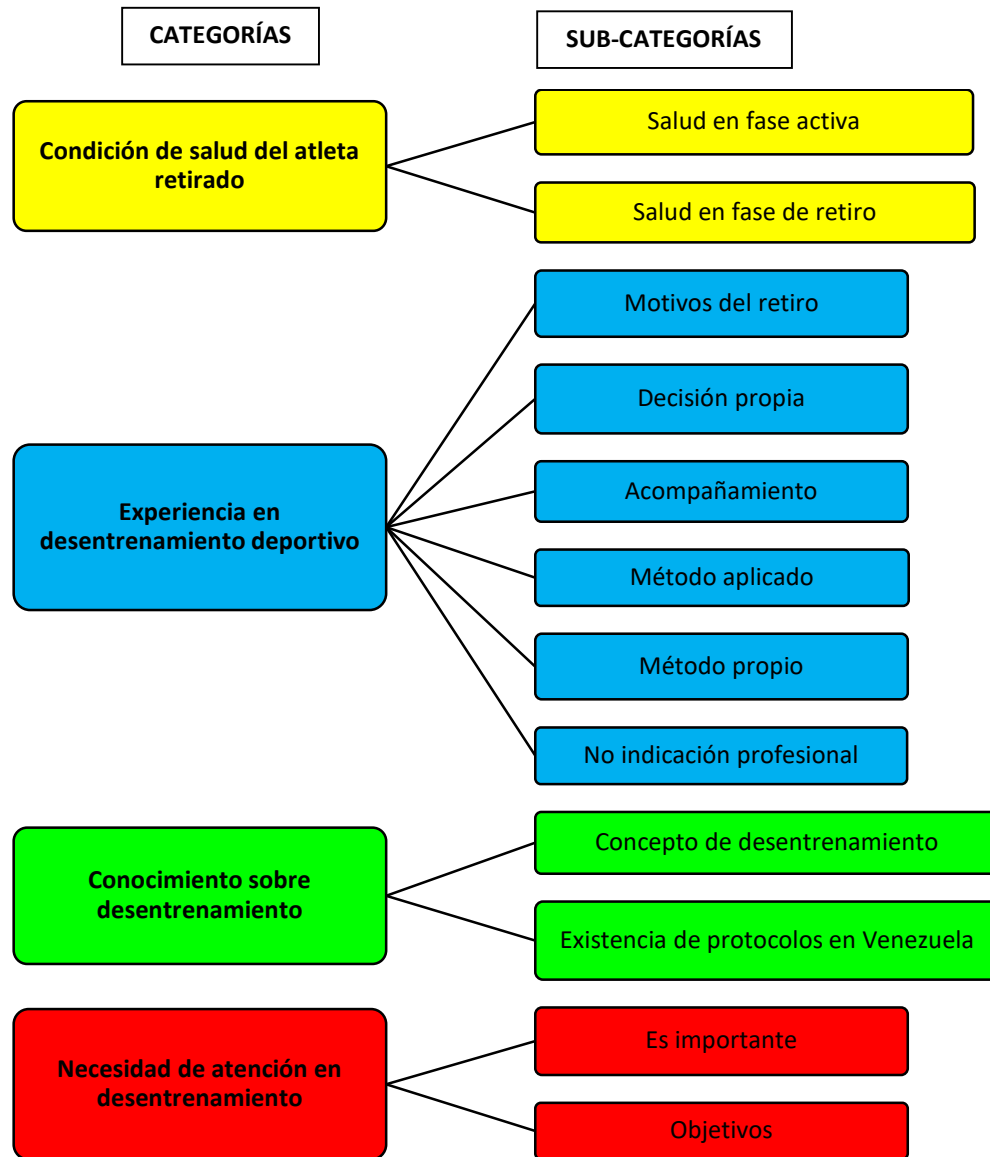 CATEGORÍAS
SUB-CATEGORÍAS
Condición de salud del atleta
retirado
Salud en fase activa
Salud en fase de retiro
Experiencia en
desentrenamiento deportivo
Motivos del retiro
Decisión propia
Acompañamiento
Método aplicado
Método propio
No indicación profesional
Conocimiento sobre
desentrenamiento
Concepto de desentrenamiento
Existencia de protocolos en Venezuela
Necesidad de atención en
desentrenamiento
Es importante
Objetivos